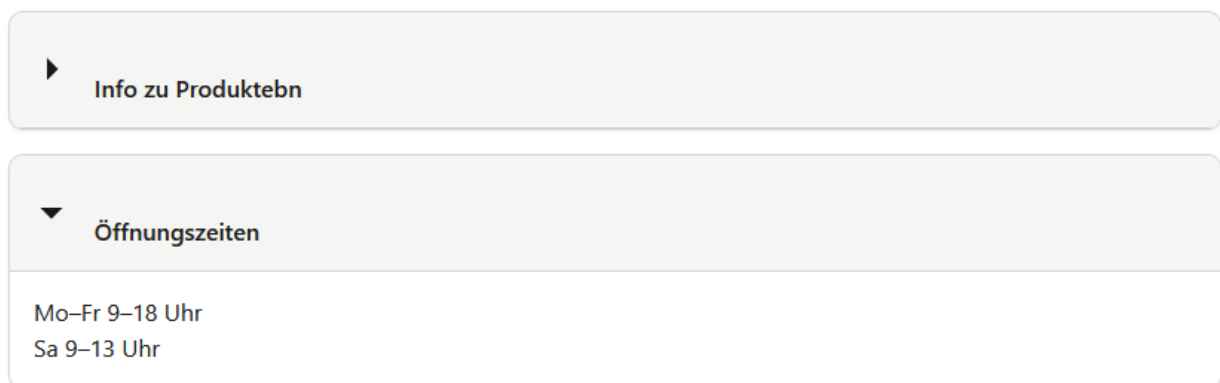 Info zu Produktebn
Öffnungszeiten
Mo–Fr 9–18 Uhr
Sa 9–13 Uhr